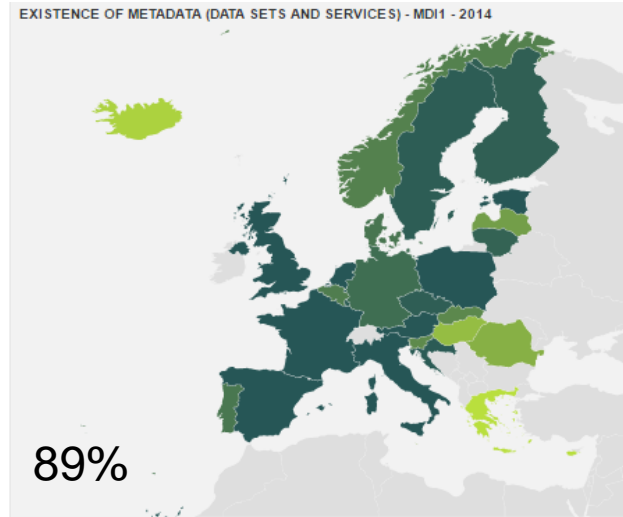 EXISTENCE OF METADATA (DATA SETS AND SERVICES) - MDI1 - 2014
89%